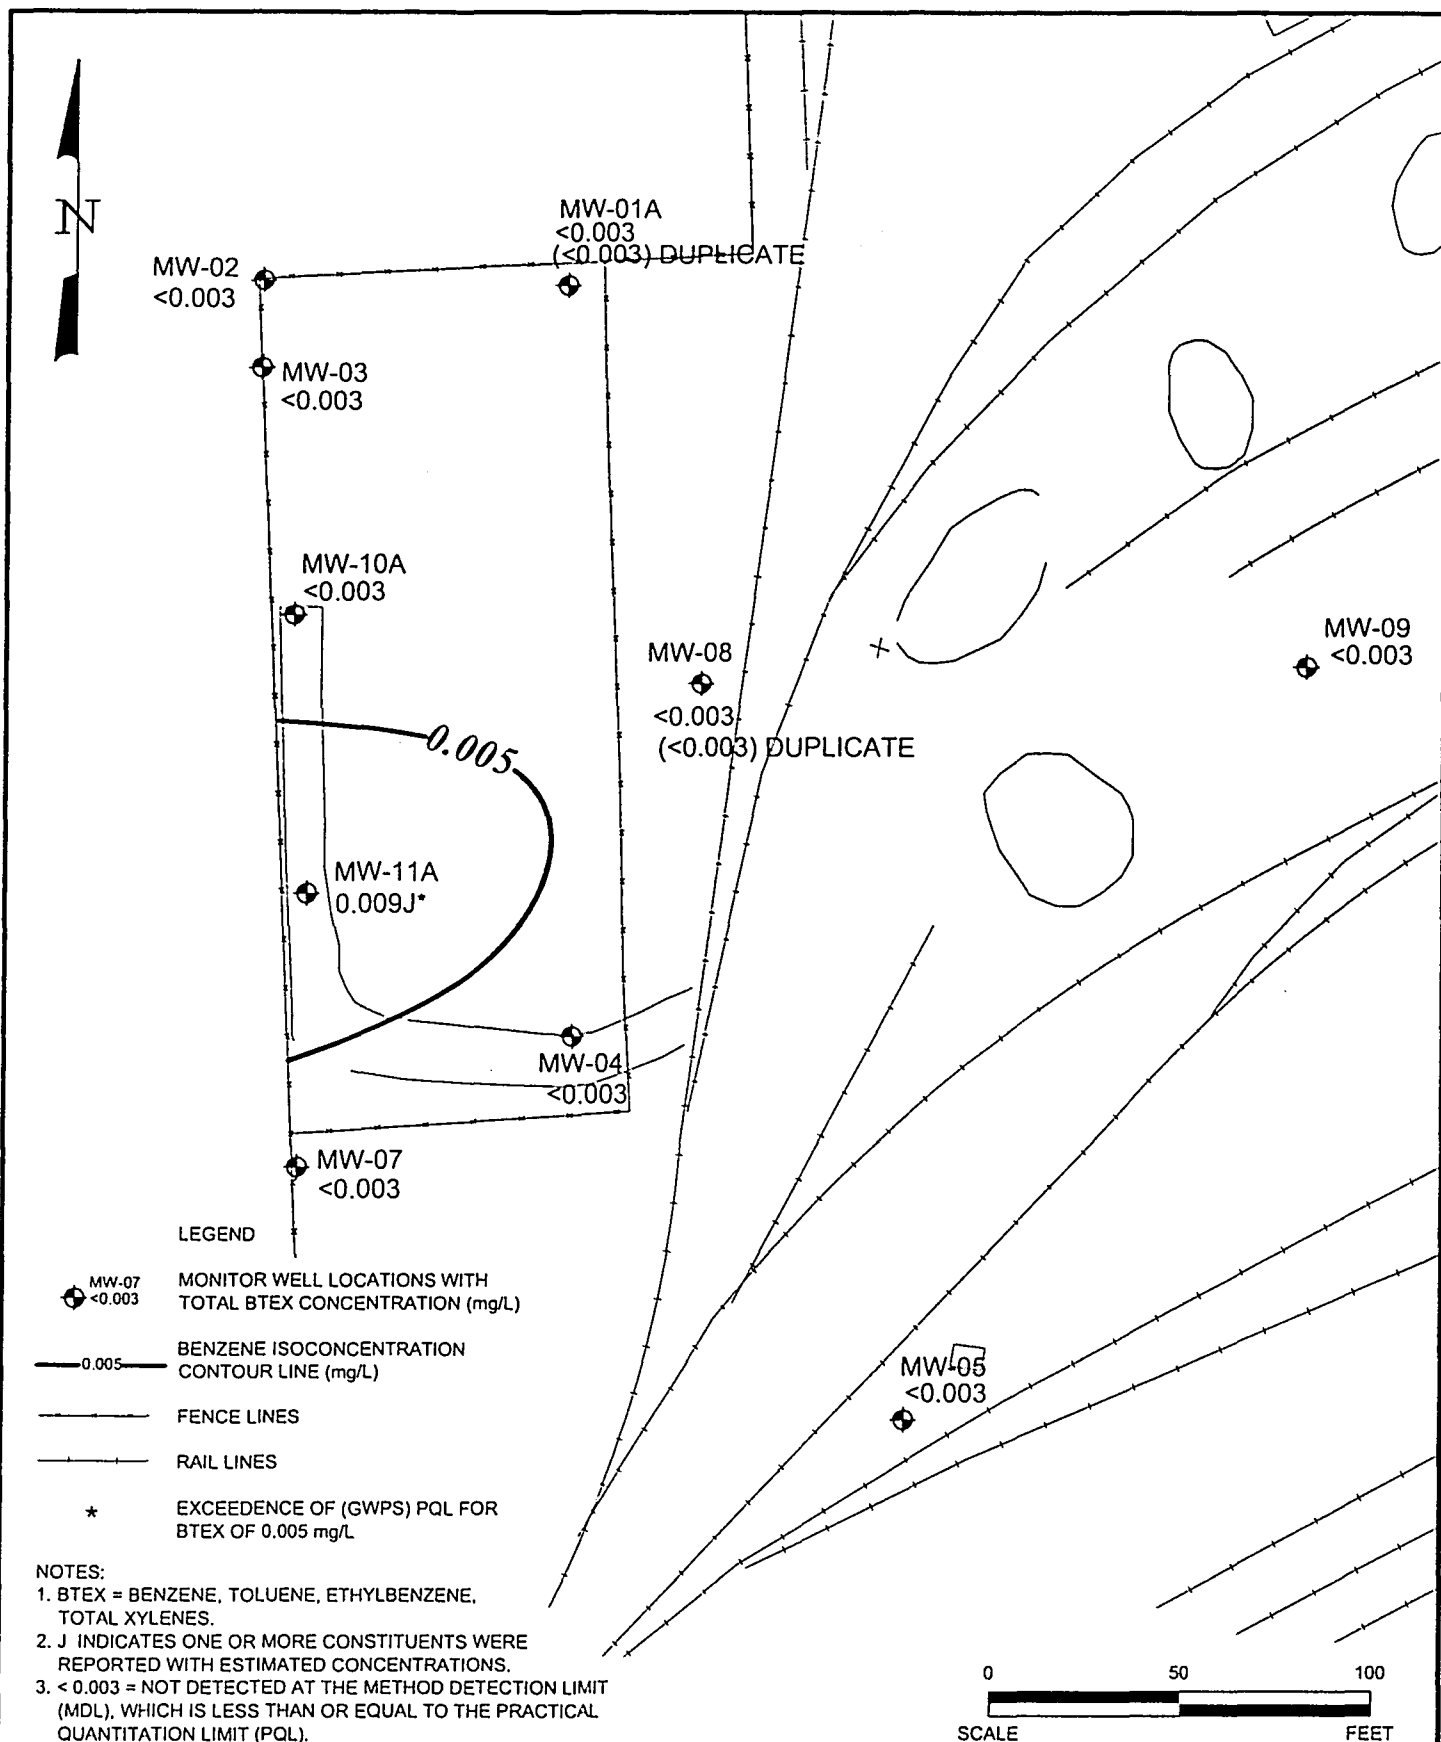 N
MW-01A
<0.003
(<0.003) DUPLICATE
MW-02
<0.003
MW-03
<0.003
MW-10A
<0.003
MW-08
<0.003
(<0.003) DUPLICATE
MW-09
<0.003
0.005
MW-11A
0.009J*
MW-04
<0.003
MW-07
<0.003
MW-05
<0.003
LEGEND
MW-07
<0.003
MONITOR WELL LOCATIONS WITH
TOTAL BTEX CONCENTRATION (mg/L)
0.005
BENZENE ISOCONCENTRATION
CONTOUR LINE (mg/L)
FENCE LINES
RAIL LINES
* EXCEEDENCE OF (GWPS) PQL FOR
BTEX OF 0.005 mg/L
NOTES:
1. BTEX = BENZENE, TOLUENE, ETHYLBENZENE,
TOTAL XYLENES.
2. J INDICATES ONE OR MORE CONSTITUENTS WERE
REPORTED WITH ESTIMATED CONCENTRATIONS.
3. < 0.003 = NOT DETECTED AT THE METHOD DETECTION LIMIT
(MDL), WHICH IS LESS THAN OR EQUAL TO THE PRACTICAL
QUANTITATION LIMIT (PQL).
0 50 100
SCALE FEET